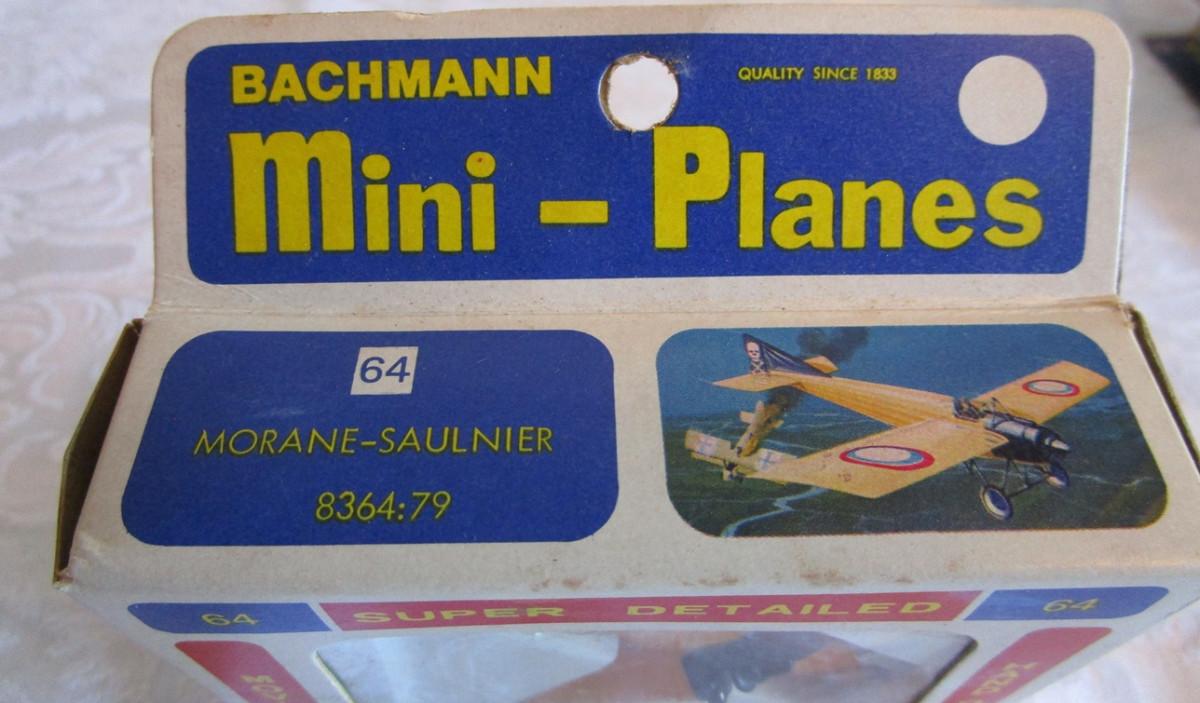 BACHMANN
QUALITY SINCE 1833
Mini - Planes
64
MORANE-SAULNIER
8364:79
64
SUPER DETAILED
64